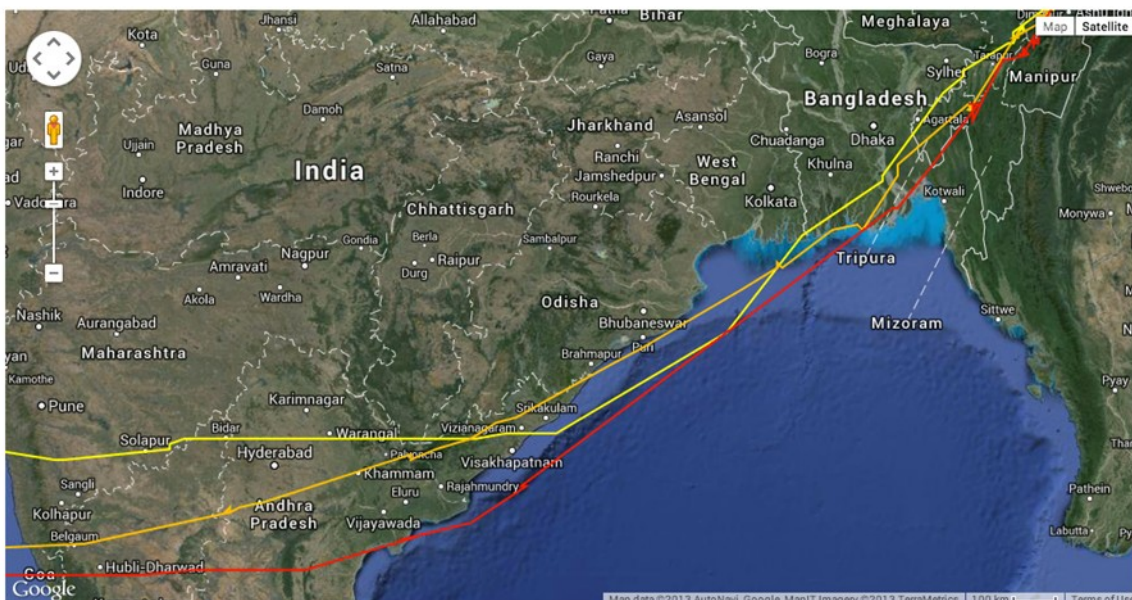 Jhansi
Allahabad
Patna
Bihar
Meghalaya
Map
Satellite
Kota
Guna
Satna
Gaya
Bogra
Sylhe
Tarapur
Manipur
Damoh
Bangladesh
Agartala
Ujjain
Madhya
Pradesh
Jharkhand
Asansol
Chuadanga
Dhaka
India
Ranchi
West
Bengal
Khulna
Indore
Jamshedpur
Rourkela
Kolkata
Kotwali
Chhattisgarh
Monywa
Gondia
Berla
Sambalpur
Nagpur
Durg
Raipur
Tripura
Amravati
Akola
Wardha
Odisha
Nashik
Aurangabad
Bhubaneswar
Mizoram
Sittwe
Maharashtra
Puri
Kamothe
Brahmapur
Pyay
Pune
Karimnagar
Srikakulam
Solapur
Bidar
Warangal
Vizianagaram
Hyderabad
Palvoncha
Visakhapatnam
Sangli
Khammam
Rajahmundry
Pathein
Kolhapur
Eluru
Andhra
Pradesh
Vijayawada
Belgaum
Labutta
Hubli-Dharwad
Goa
Google
Map data ©2013 AutoNavi, Google, MapIT Imagery ©2013 TerraMetrics
100 km
Terms of Use